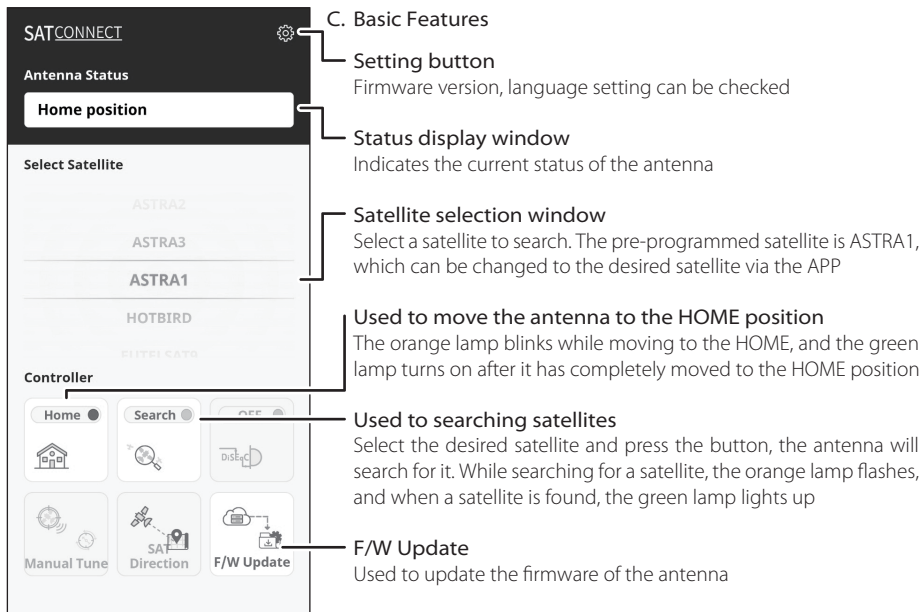 SATCONNECT
Antenna Status
Home position
Select Satellite
ASTRA2
ASTRA3
ASTRA1
HOTBIRD
Controller
Home
Search
OFF
DiSEqC
Manual Tune
SAT
Direction
F/W Update
C. Basic Features
Setting button
Firmware version, language setting can be checked
Status display window
Indicates the current status of the antenna
Satellite selection window
Select a satellite to search. The pre-programmed satellite is ASTRA1,
which can be changed to the desired satellite via the APP
Used to move the antenna to the HOME position
The orange lamp blinks while moving to the HOME, and the green
lamp turns on after it has completely moved to the HOME position
Used to searching satellites
Select the desired satellite and press the button, the antenna will
search for it. While searching for a satellite, the orange lamp flashes,
and when a satellite is found, the green lamp lights up
F/W Update
Used to update the firmware of the antenna